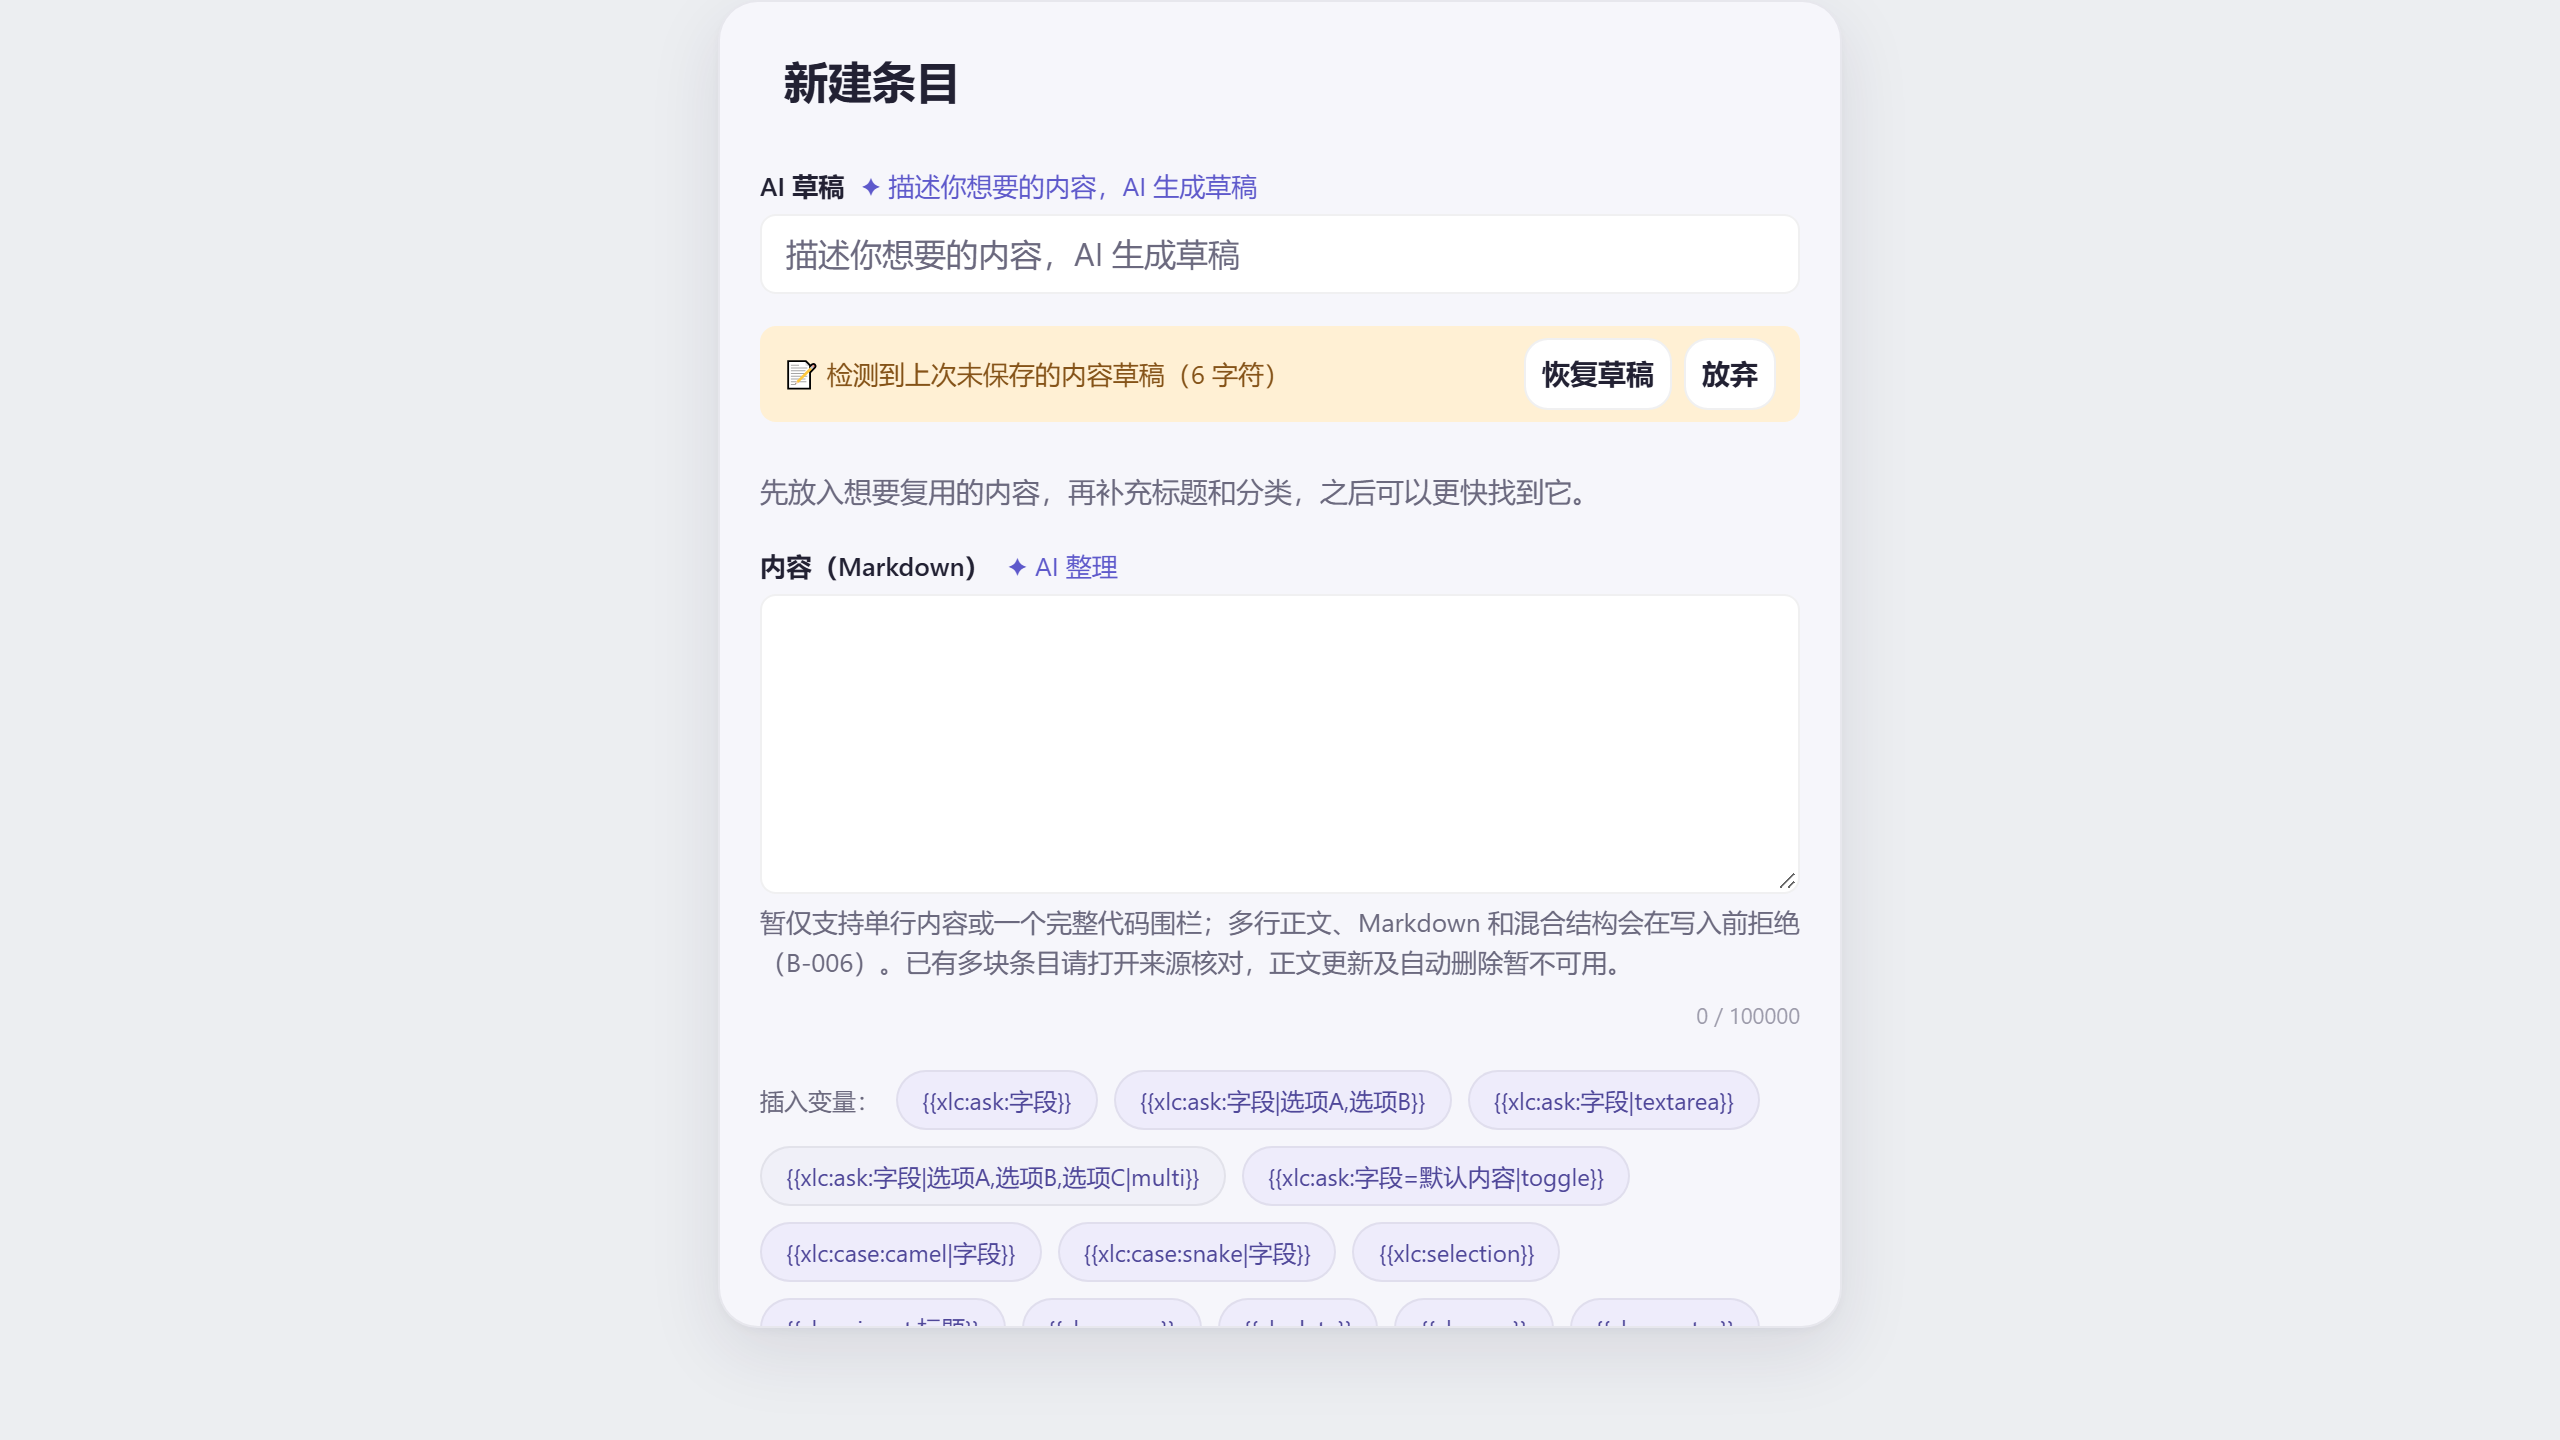 新建条目
AI 草稿 ✦ 描述你想要的内容，AI 生成草稿
描述你想要的内容，AI 生成草稿
📝 检测到上次未保存的内容草稿（6 字符） 恢复草稿 放弃
先放入想要复用的内容，再补充标题和分类，之后可以更快找到它。
内容（Markdown） ✦ AI 整理
暂仅支持单行内容或一个完整代码围栏；多行正文、Markdown 和混合结构会在写入前拒绝
（B-006）。已有多块条目请打开来源核对，正文更新及自动删除暂不可用。
0 / 100000
插入变量： {{xlc:ask:字段}} {{xlc:ask:字段|选项A,选项B}} {{xlc:ask:字段|textarea}}
{{xlc:ask:字段|选项A,选项B,选项C|multi}} {{xlc:ask:字段=默认内容|toggle}}
{{xlc:case:camel|字段}} {{xlc:case:snake|字段}} {{xlc:selection}}